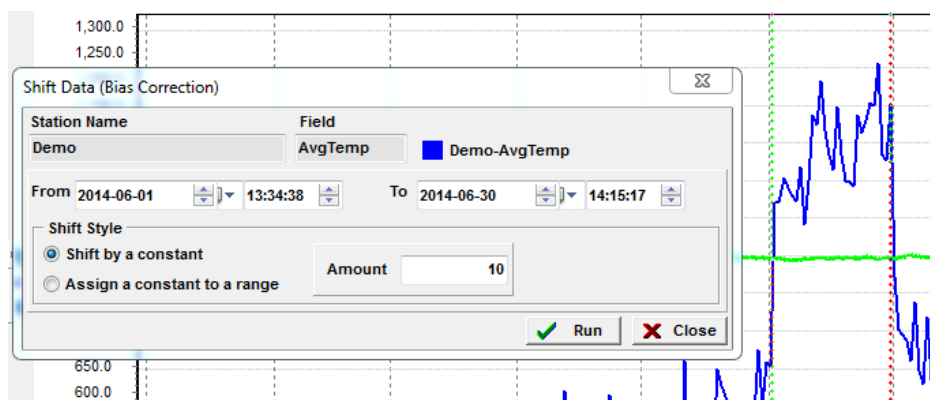 1,300.0
1,250.0
Shift Data (Bias Correction)
Station Name Field
Demo AvgTemp Demo-AvgTemp
From 2014-06-01 13:34:38 To 2014-06-30 14:15:17
Shift Style
Shift by a constant
Amount 10
Assign a constant to a range
Run Close
650.0
600.0